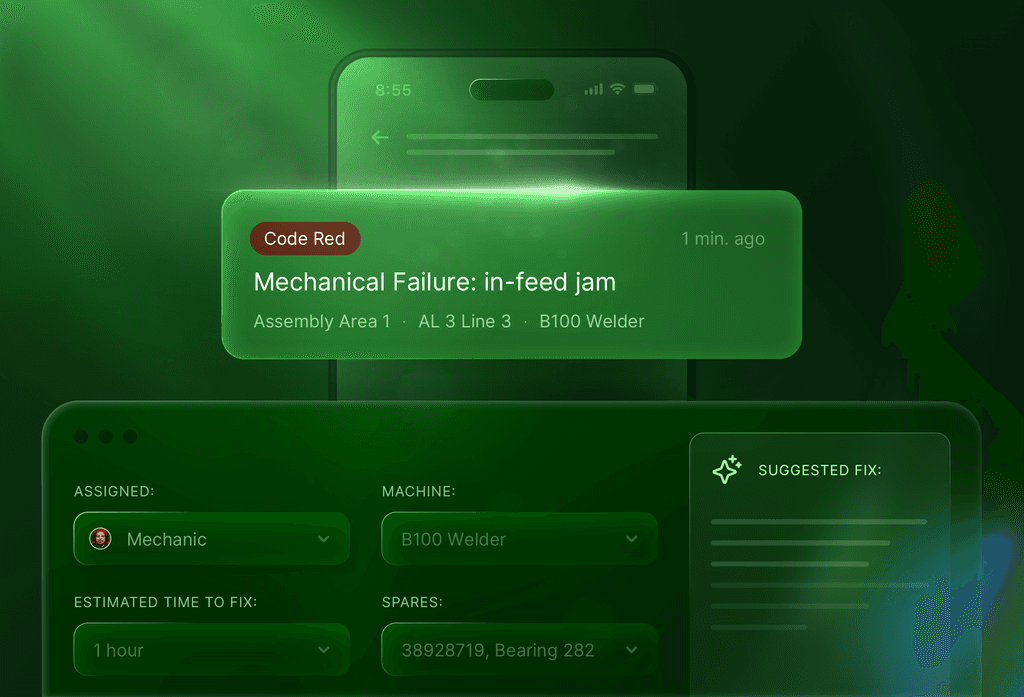 8:55
Code Red
1 min. ago
Mechanical Failure: in-feed jam
Assembly Area 1 · AL 3 Line 3 · B100 Welder
ASSIGNED:
Mechanic
MACHINE:
B100 Welder
ESTIMATED TIME TO FIX:
1 hour
SPARES:
38928719, Bearing 282
SUGGESTED FIX: